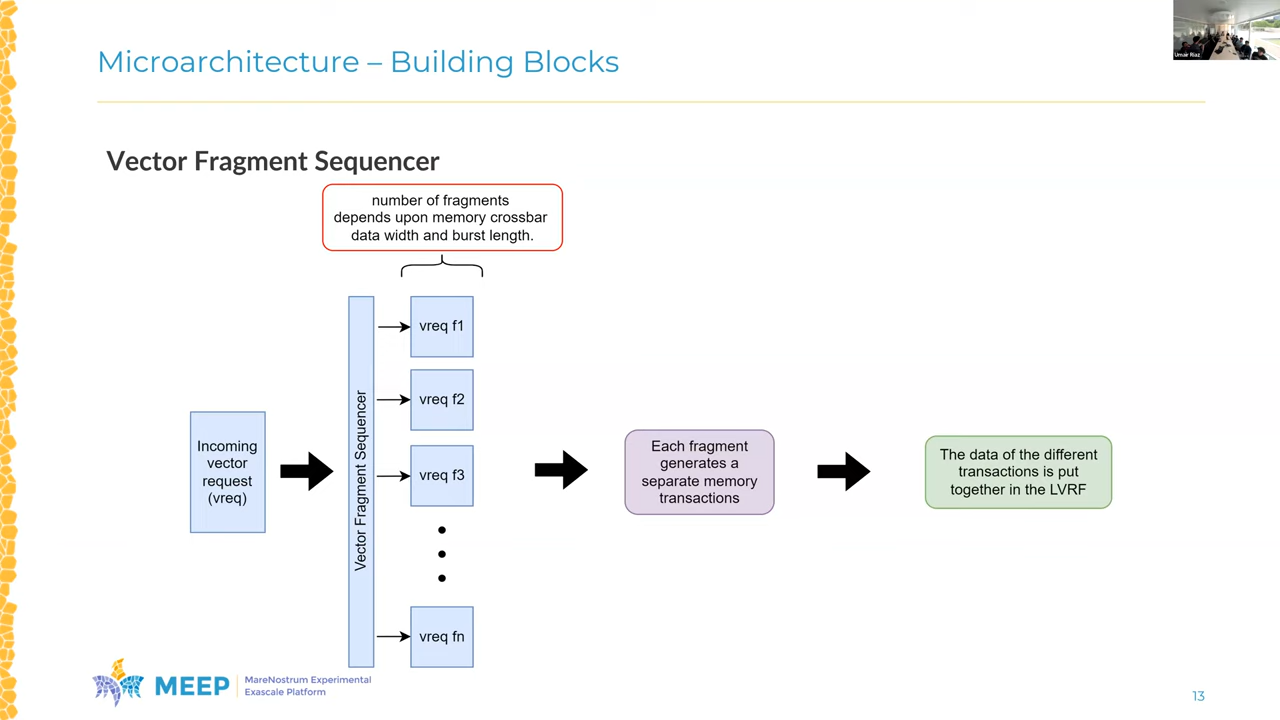 Microarchitecture – Building Blocks
Umair Riaz
Vector Fragment Sequencer
number of fragments
depends upon memory crossbar
data width and burst length.
Incoming
vector
request
(vreq)
Vector Fragment Sequencer
vreq f1
vreq f2
vreq f3
vreq fn
Each fragment
generates a
separate memory
transactions
The data of the different
transactions is put
together in the LVRF
MEEP
MareNostrum Experimental
Exascale Platform
13